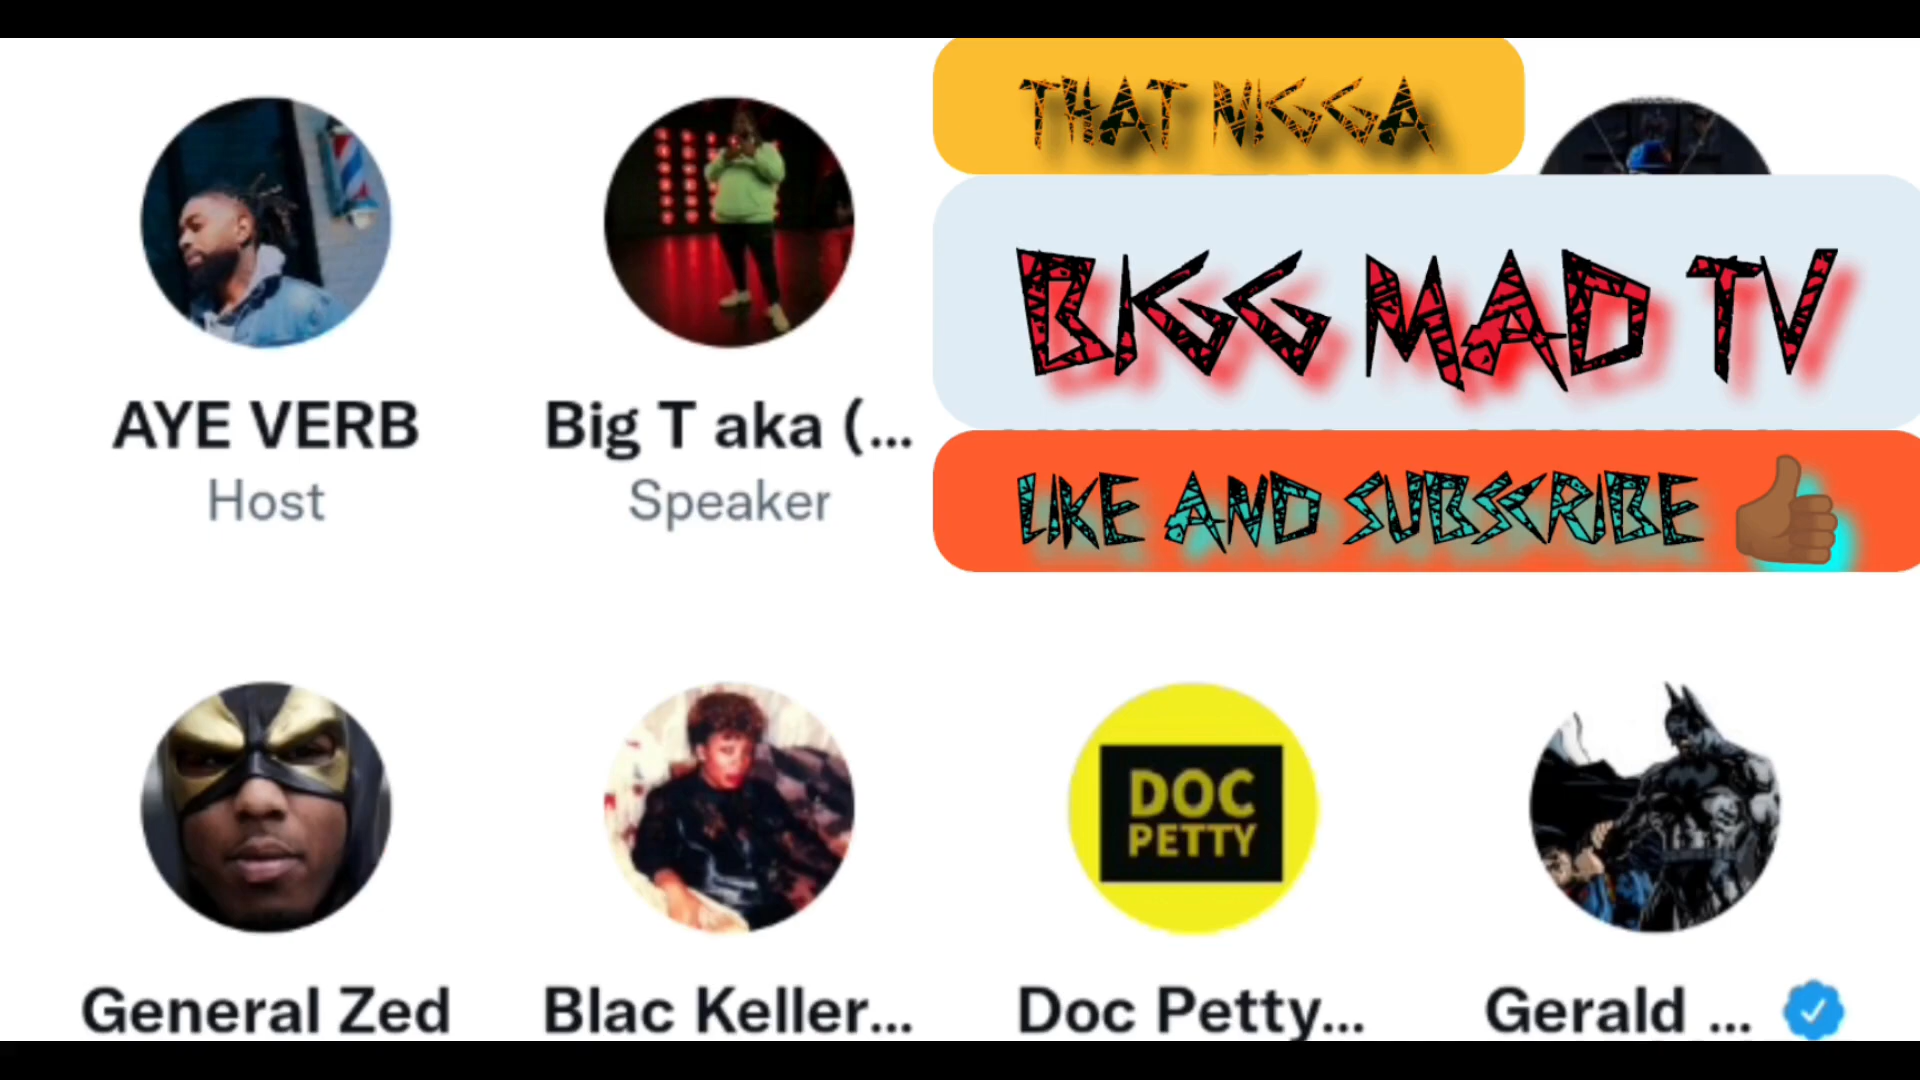 THAT NIGGA
BIGG MAD TV
LIKE AND SUBSCRIBE
AYE VERB
Host
Big T aka (...
Speaker
DOC
PETTY
General Zed
Blac Keller...
Doc Petty...
Gerald ...